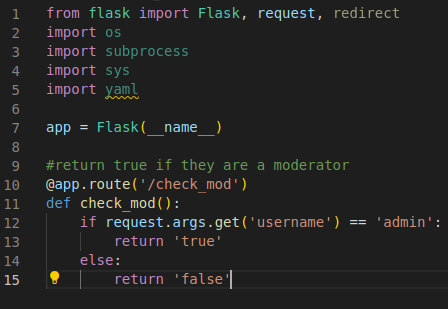 1 from flask import Flask, request, redirect
2 import os
3 import subprocess
4 import sys
5 import yaml
6
7 app = Flask(__name__)
8
9 #return true if they are a moderator
10 @app.route('/check_mod')
11 def check_mod():
12     if request.args.get('username') == 'admin':
13         return 'true'
14     else:
15         return 'false'